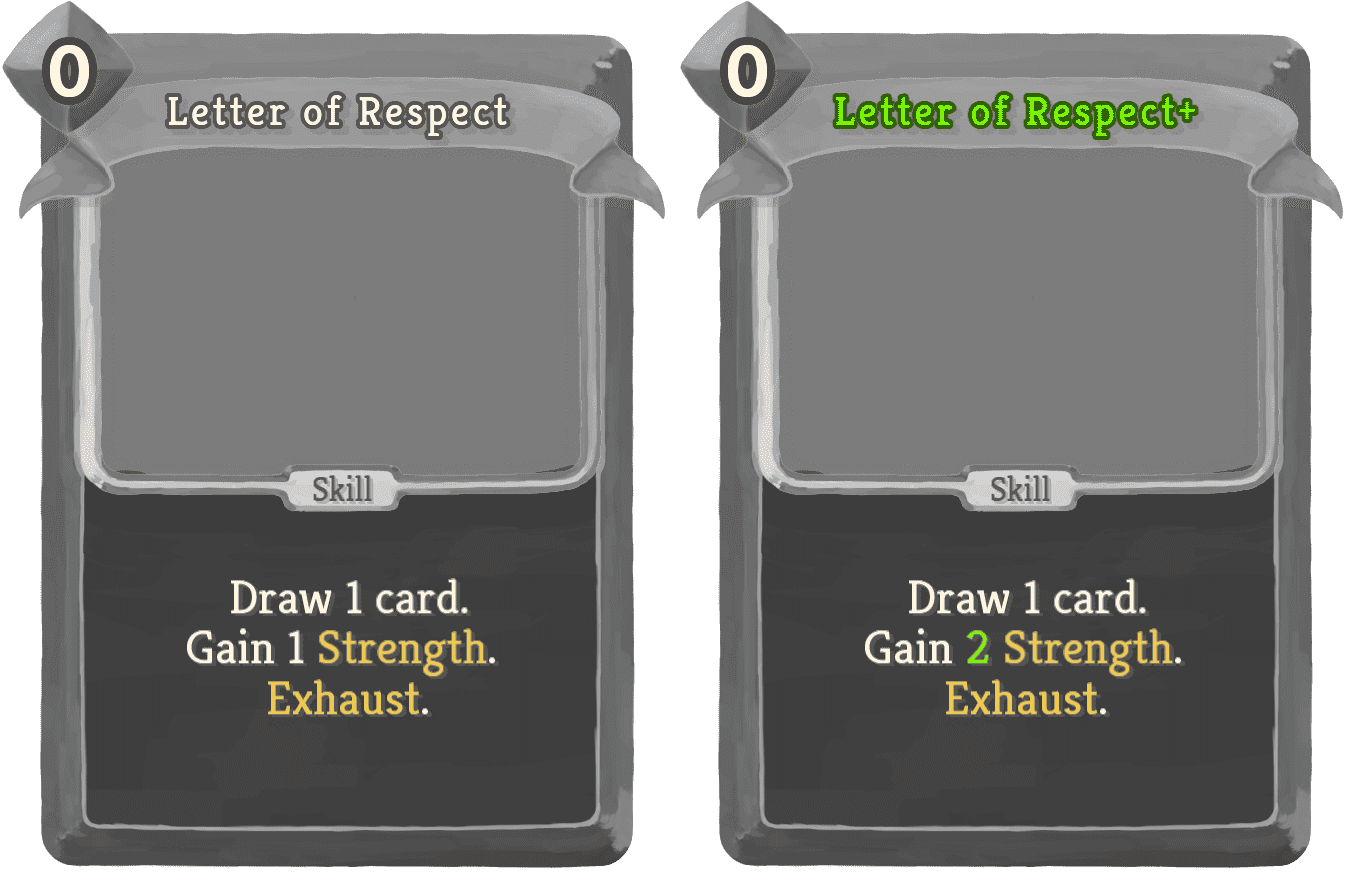 0
Letter of Respect
Skill
Draw 1 card.
Gain 1 Strength.
Exhaust.
0
Letter of Respect+
Skill
Draw 1 card.
Gain 2 Strength.
Exhaust.